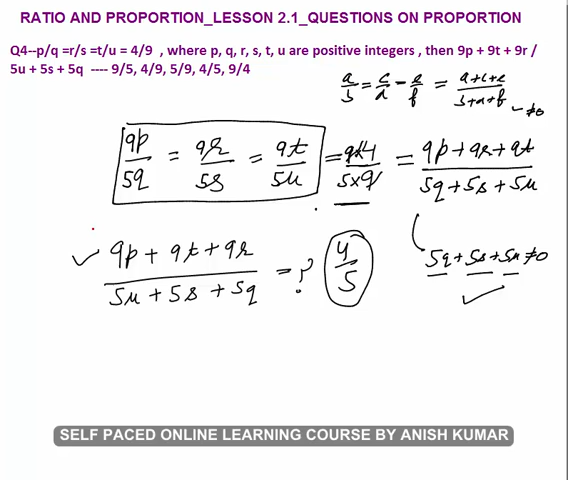 RATIO AND PROPORTION_LESSON 2.1_QUESTIONS ON PROPORTION
Q4--p/q =r/s =t/u = 4/9 , where p, q, r, s, t, u are positive integers , then 9p + 9t + 9r /
5u + 5s + 5q ---- 9/5, 4/9, 5/9, 4/5, 9/4
a/b = c/d = e/f = a+c+e/b+d+f ≠0
9p/5q = 9r/5s = 9t/5u = 9×4/5×9 = 9p+9r+9t/5q+5s+5u
5q+5s+5u≠0
9p + 9t + 9r/5u + 5s + 5q = ? 4/5
SELF PACED ONLINE LEARNING COURSE BY ANISH KUMAR